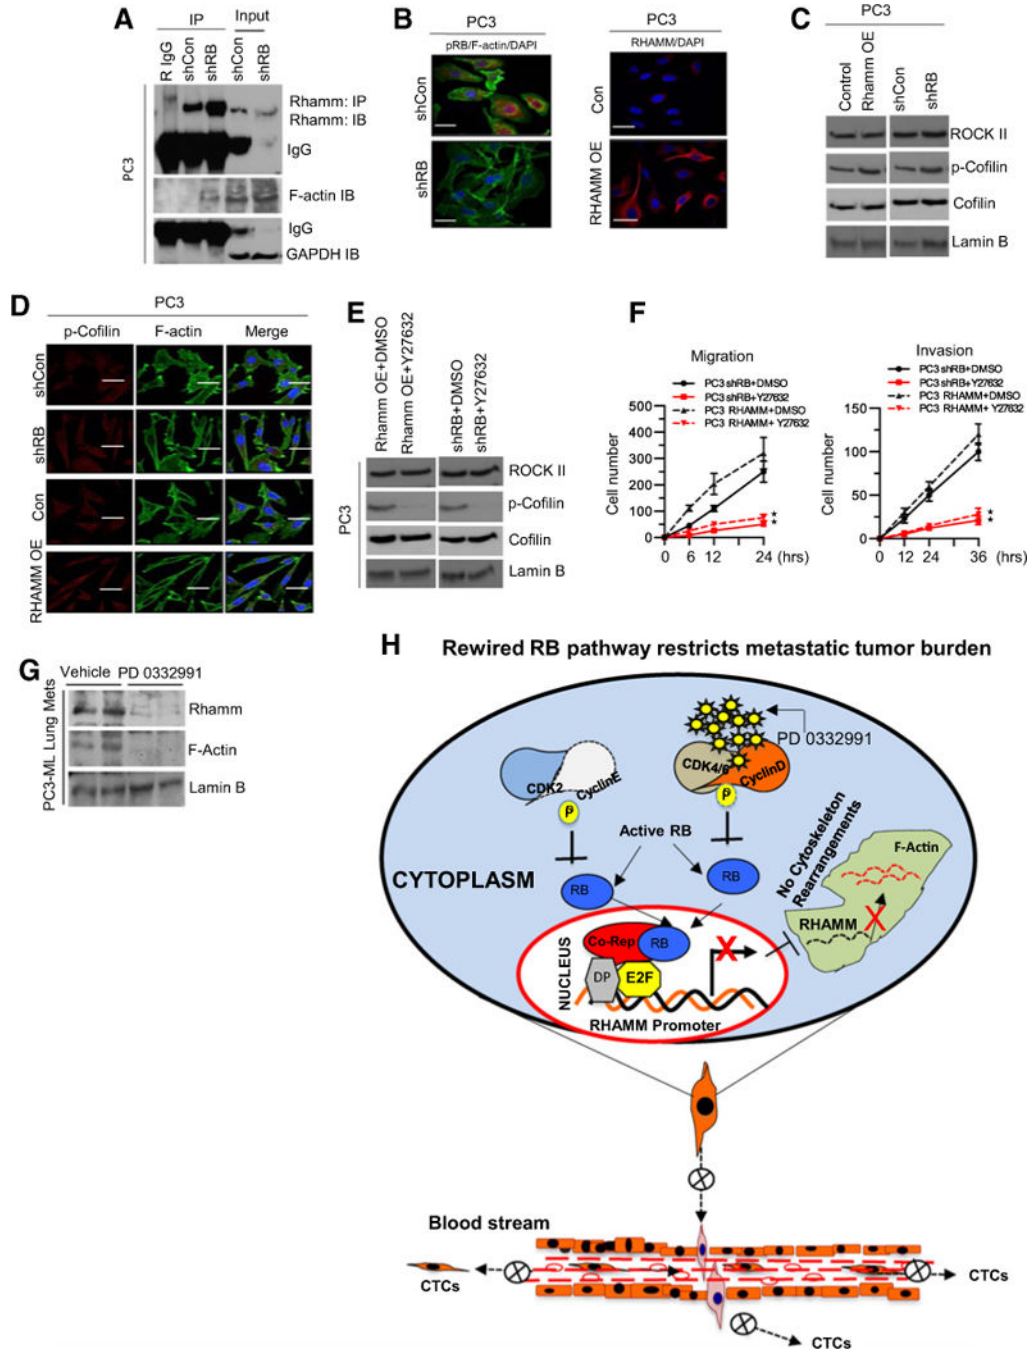 A
IP
Input
R IgG
shCon
shRB
shCon
shRB
Rhamm: IP
Rhamm: IB
IgG
F-actin IB
IgG
GAPDH IB
PC3
B
PC3
pRB/F-actin/DAPI
shCon
shRB
PC3
RHAMM/DAPI
Con
RHAMM OE
C
PC3
Control
Rhamm OE
shCon
shRB
ROCK II
p-Cofilin
Cofilin
Lamin B
D
PC3
p-Cofilin
F-actin
Merge
shCon
shRB
Con
RHAMM OE
E
Rhamm OE+DMSO
Rhamm OE+Y27632
shRB+DMSO
shRB+Y27632
ROCK II
p-Cofilin
Cofilin
Lamin B
PC3
F
Migration
PC3 shRB+DMSO
PC3 shRB+Y27632
PC3 RHAMM+DMSO
PC3 RHAMM+ Y27632
Cell number
500
400
350
250
150
50
0
0 6 12 24 (hrs)
*
*
Invasion
PC3 shRB+DMSO
PC3 shRB+Y27632
PC3 RHAMM+DMSO
PC3 RHAMM+ Y27632
Cell number
150
100
50
0
0 12 24 36 (hrs)
*
*
G
Vehicle PD 0332991
Rhamm
F-Actin
Lamin B
PC3-ML Lung Mets
H
Rewired RB pathway restricts metastatic tumor burden
PD 0332991
CDK2
CyclinE
CDK4/6
CyclinD
P
P
Active RB
CYTOPLASM
RB
RB
No Cytoskeleton
Rearrangements
F-Actin
RHAMM
X
NUCLEUS
Co-Rep
RB
DP
E2F
X
RHAMM Promoter
Blood stream
CTCs
CTCs
CTCs